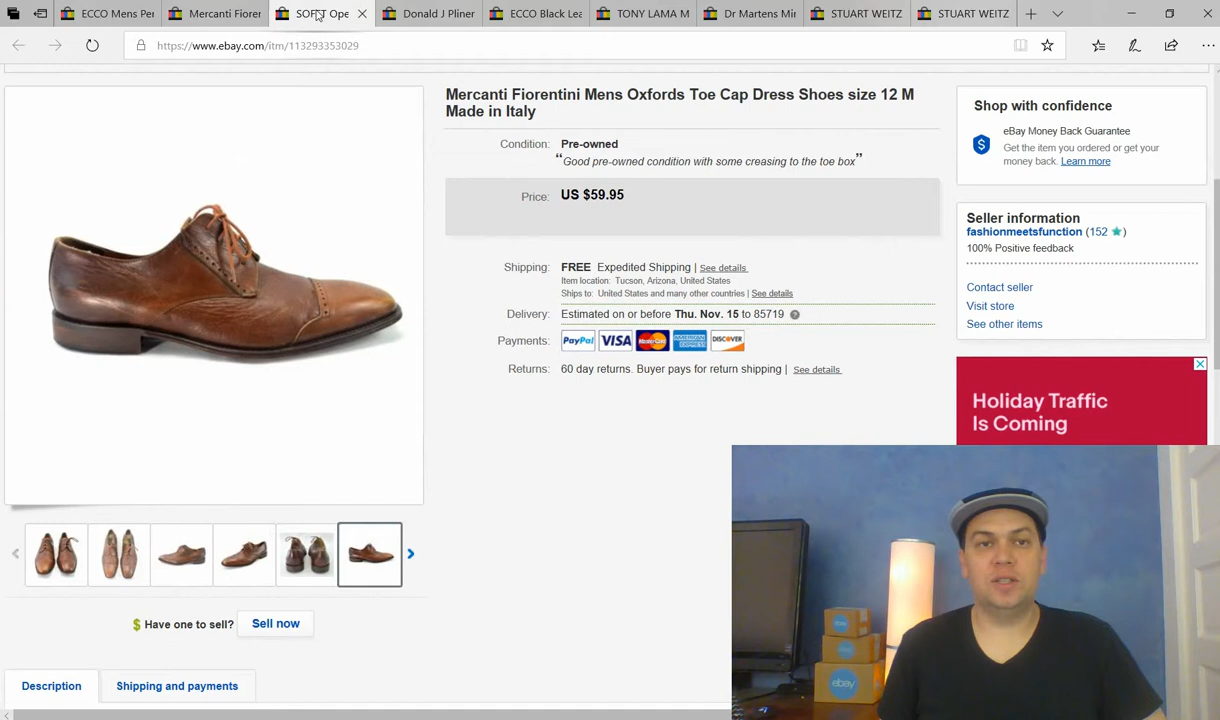 ECCO Mens Per
Mercanti Fiorer
SOFFT Ope
Donald J Pliner
ECCO Black Lea
TONY LAMA M
Dr Martens Mir
STUART WEITZ
STUART WEITZ
https://www.ebay.com/itm/113293353029
Mercanti Fiorentini Mens Oxfords Toe Cap Dress Shoes size 12 M
Made in Italy
Condition: Pre-owned
“Good pre-owned condition with some creasing to the toe box”
Price: US $59.95
Shipping: FREE Expedited Shipping | See details
Item location: Tucson, Arizona, United States
Ships to: United States and many other countries | See details
Delivery: Estimated on or before Thu. Nov. 15 to 85719
Payments: PayPal VISA MasterCard AMERICAN EXPRESS DISCOVER
Returns: 60 day returns. Buyer pays for return shipping | See details
Shop with confidence
eBay Money Back Guarantee
Get the item you ordered or get your
money back. Learn more
Seller information
fashionmeetsfunction (152 )
100% Positive feedback
Contact seller
Visit store
See other items
Holiday Traffic
Is Coming
$ Have one to sell? Sell now
Description
Shipping and payments
ebay
ebay
ebay